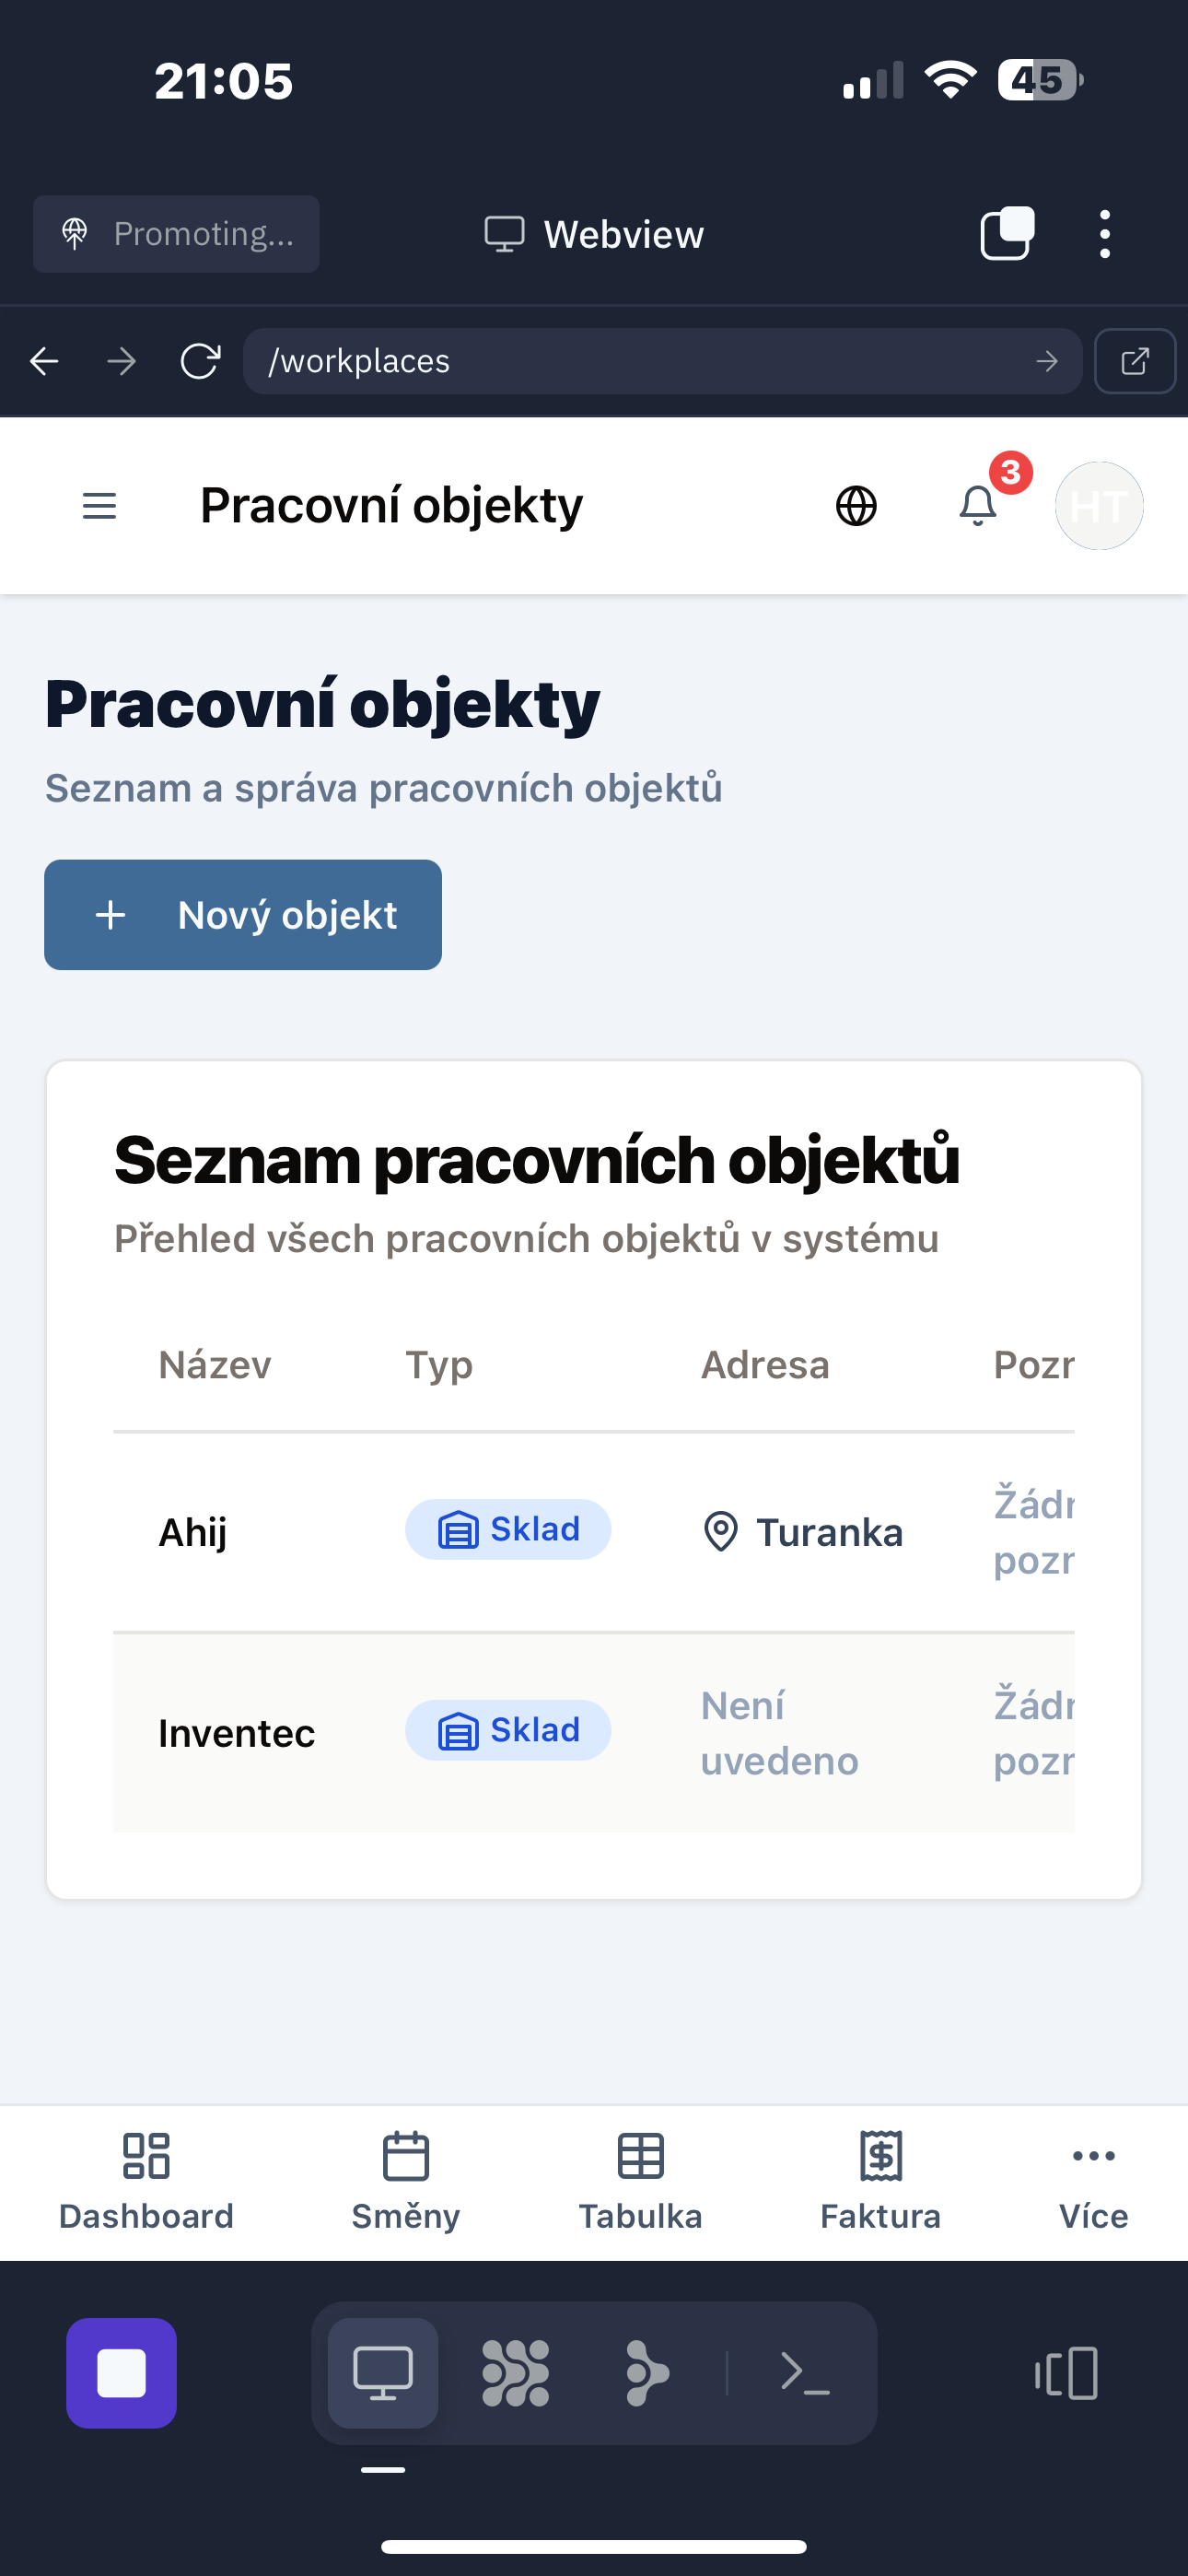 21:05
45
Promoting...
Webview
/workplaces
Pracovní objekty
3
HT
Pracovní objekty
Seznam a správa pracovních objektů
Nový objekt
Seznam pracovních objektů
Přehled všech pracovních objektů v systému
Název Typ Adresa Pozr
Ahij Sklad Turanka Žádr
pozr
Inventec Sklad Není Žádr
uvedeno pozr
Dashboard Směny Tabulka Faktura Více